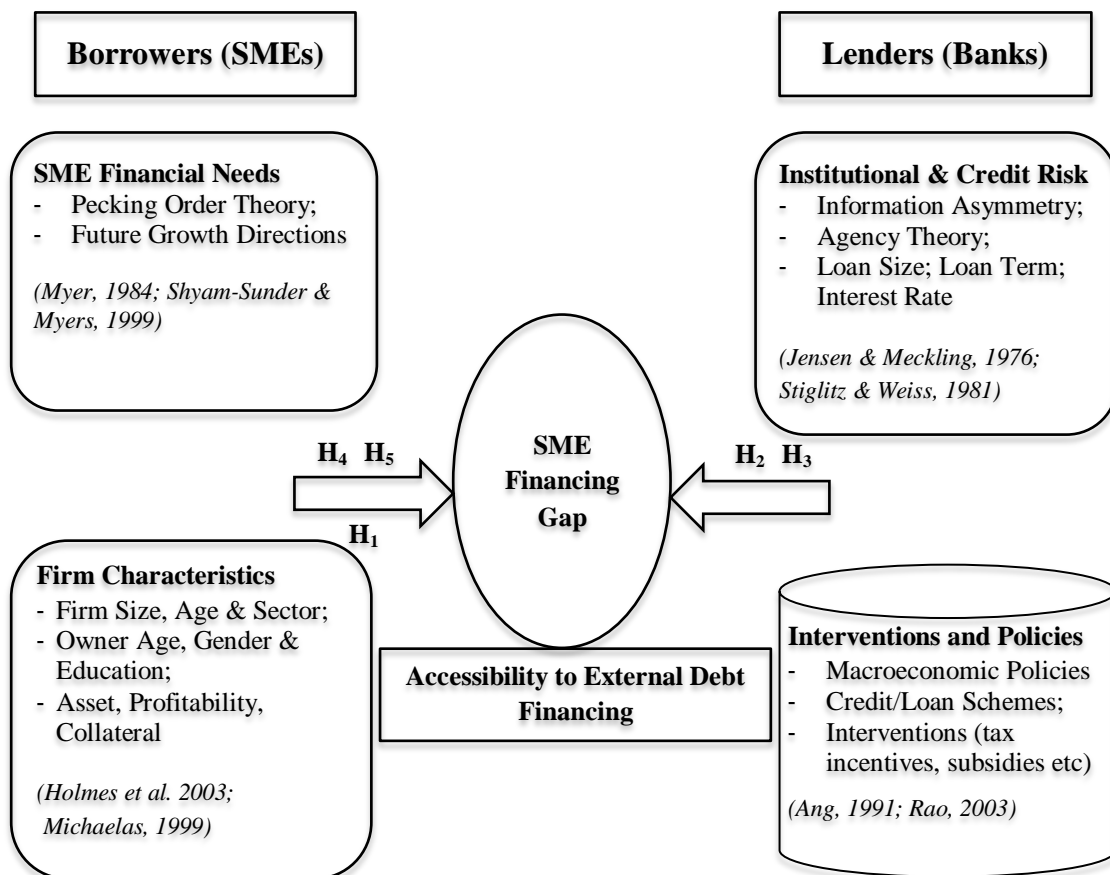 Borrowers (SMEs)
Lenders (Banks)
SME Financial Needs
- Pecking Order Theory;
- Future Growth Directions
(Myer, 1984; Shyam-Sunder &
Myers, 1999)
Institutional & Credit Risk
- Information Asymmetry;
- Agency Theory;
- Loan Size; Loan Term;
Interest Rate
(Jensen & Meckling, 1976;
Stiglitz & Weiss, 1981)
H₄ H₅
H₁
SME
Financing
Gap
H₂ H₃
Firm Characteristics
- Firm Size, Age & Sector;
- Owner Age, Gender &
Education;
- Asset, Profitability,
Collateral
(Holmes et al. 2003;
Michaelas, 1999)
Accessibility to External Debt
Financing
Interventions and Policies
- Macroeconomic Policies
- Credit/Loan Schemes;
- Interventions (tax
incentives, subsidies etc)
(Ang, 1991; Rao, 2003)